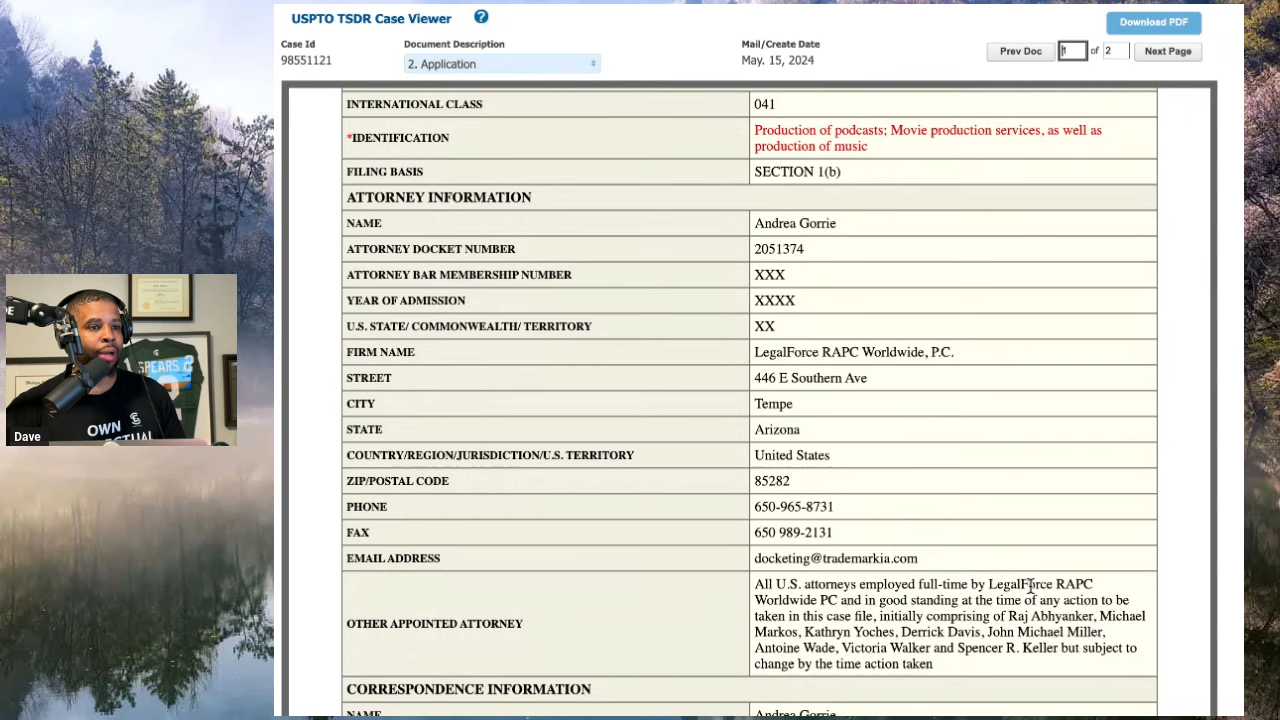 USPTO TSDR Case Viewer ?
Download PDF
Case Id
Document Description
Mail/Create Date
98551121
2. Application
May. 15, 2024
Prev Doc
1 of 2
Next Page
INTERNATIONAL CLASS 041
*IDENTIFICATION Production of podcasts; Movie production services, as well as
production of music
FILING BASIS SECTION 1(b)
ATTORNEY INFORMATION
NAME Andrea Gorrie
ATTORNEY DOCKET NUMBER 2051374
ATTORNEY BAR MEMBERSHIP NUMBER XXX
YEAR OF ADMISSION XXXX
U.S. STATE/ COMMONWEALTH/ TERRITORY XX
FIRM NAME LegalForce RAPC Worldwide, P.C.
STREET 446 E Southern Ave
CITY Tempe
STATE Arizona
COUNTRY/REGION/JURISDICTION/U.S. TERRITORY United States
ZIP/POSTAL CODE 85282
PHONE 650-965-8731
FAX 650 989-2131
EMAIL ADDRESS docketing@trademarkia.com
OTHER APPOINTED ATTORNEY
All U.S. attorneys employed full-time by LegalForce RAPC
Worldwide PC and in good standing at the time of any action to be
taken in this case file, initially comprising of Raj Abhyanker, Michael
Markos, Kathryn Yoches, Derrick Davis, John Michael Miller,
Antoine Wade, Victoria Walker and Spencer R. Keller but subject to
change by the time action taken
CORRESPONDENCE INFORMATION
NAME Andrea Gorrie
SPEARS
OWN
Dave